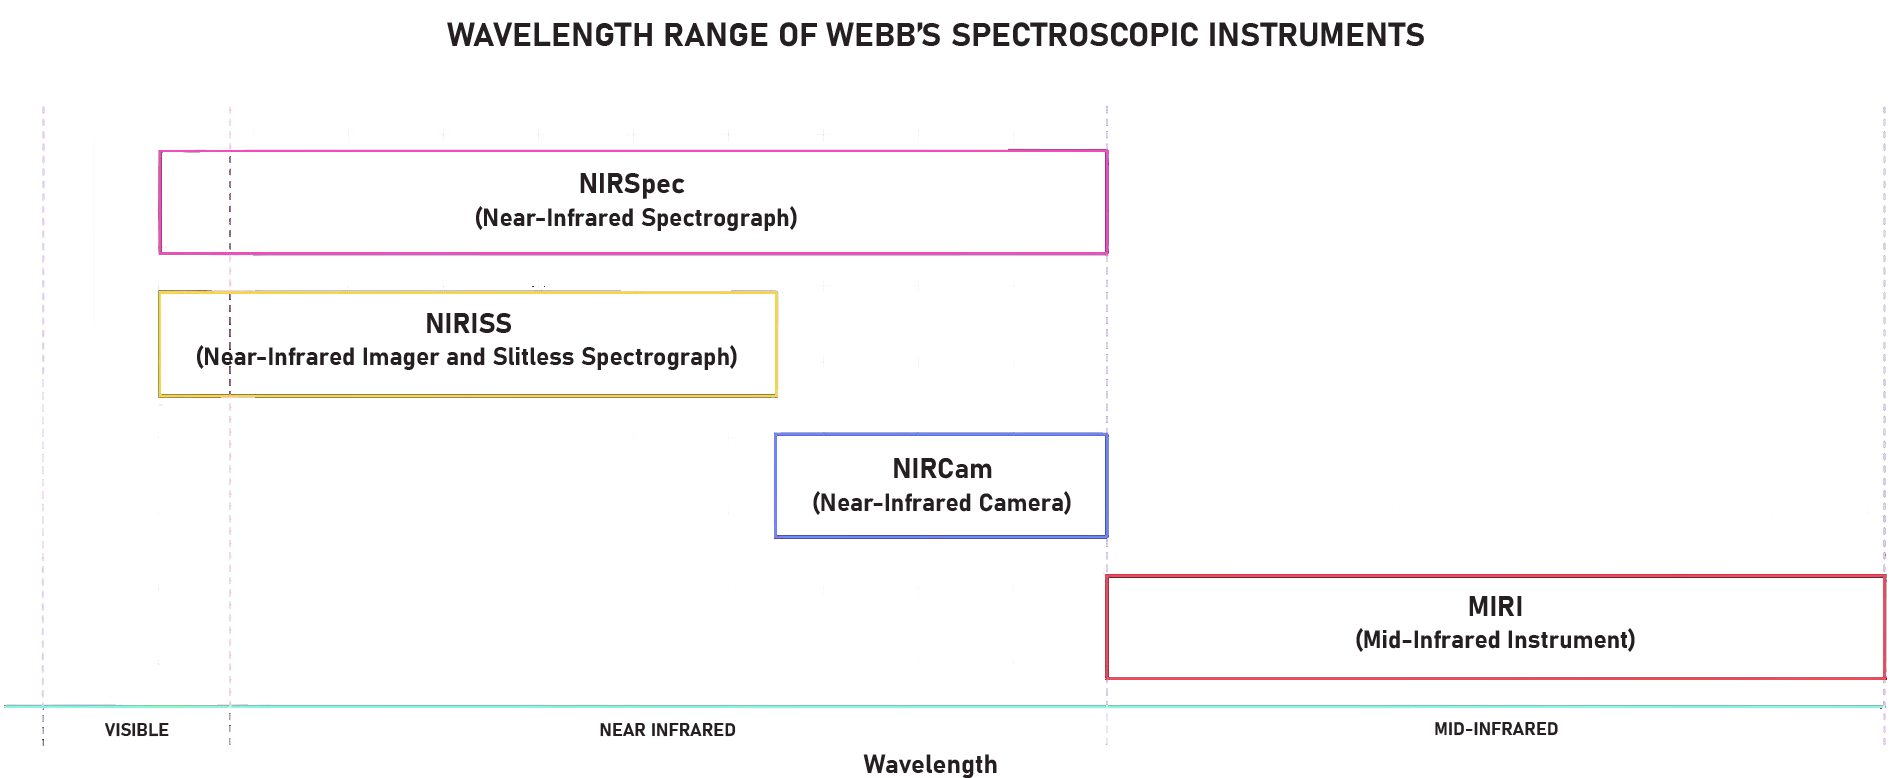 WAVELENGTH RANGE OF WEBB'S SPECTROSCOPIC INSTRUMENTS
NIRSpec
(Near-Infrared Spectrograph)
NIRISS
(Near-Infrared Imager and Slitless Spectrograph)
NIRCam
(Near-Infrared Camera)
MIRI
(Mid-Infrared Instrument)
VISIBLE
NEAR INFRARED
MID-INFRARED
Wavelength